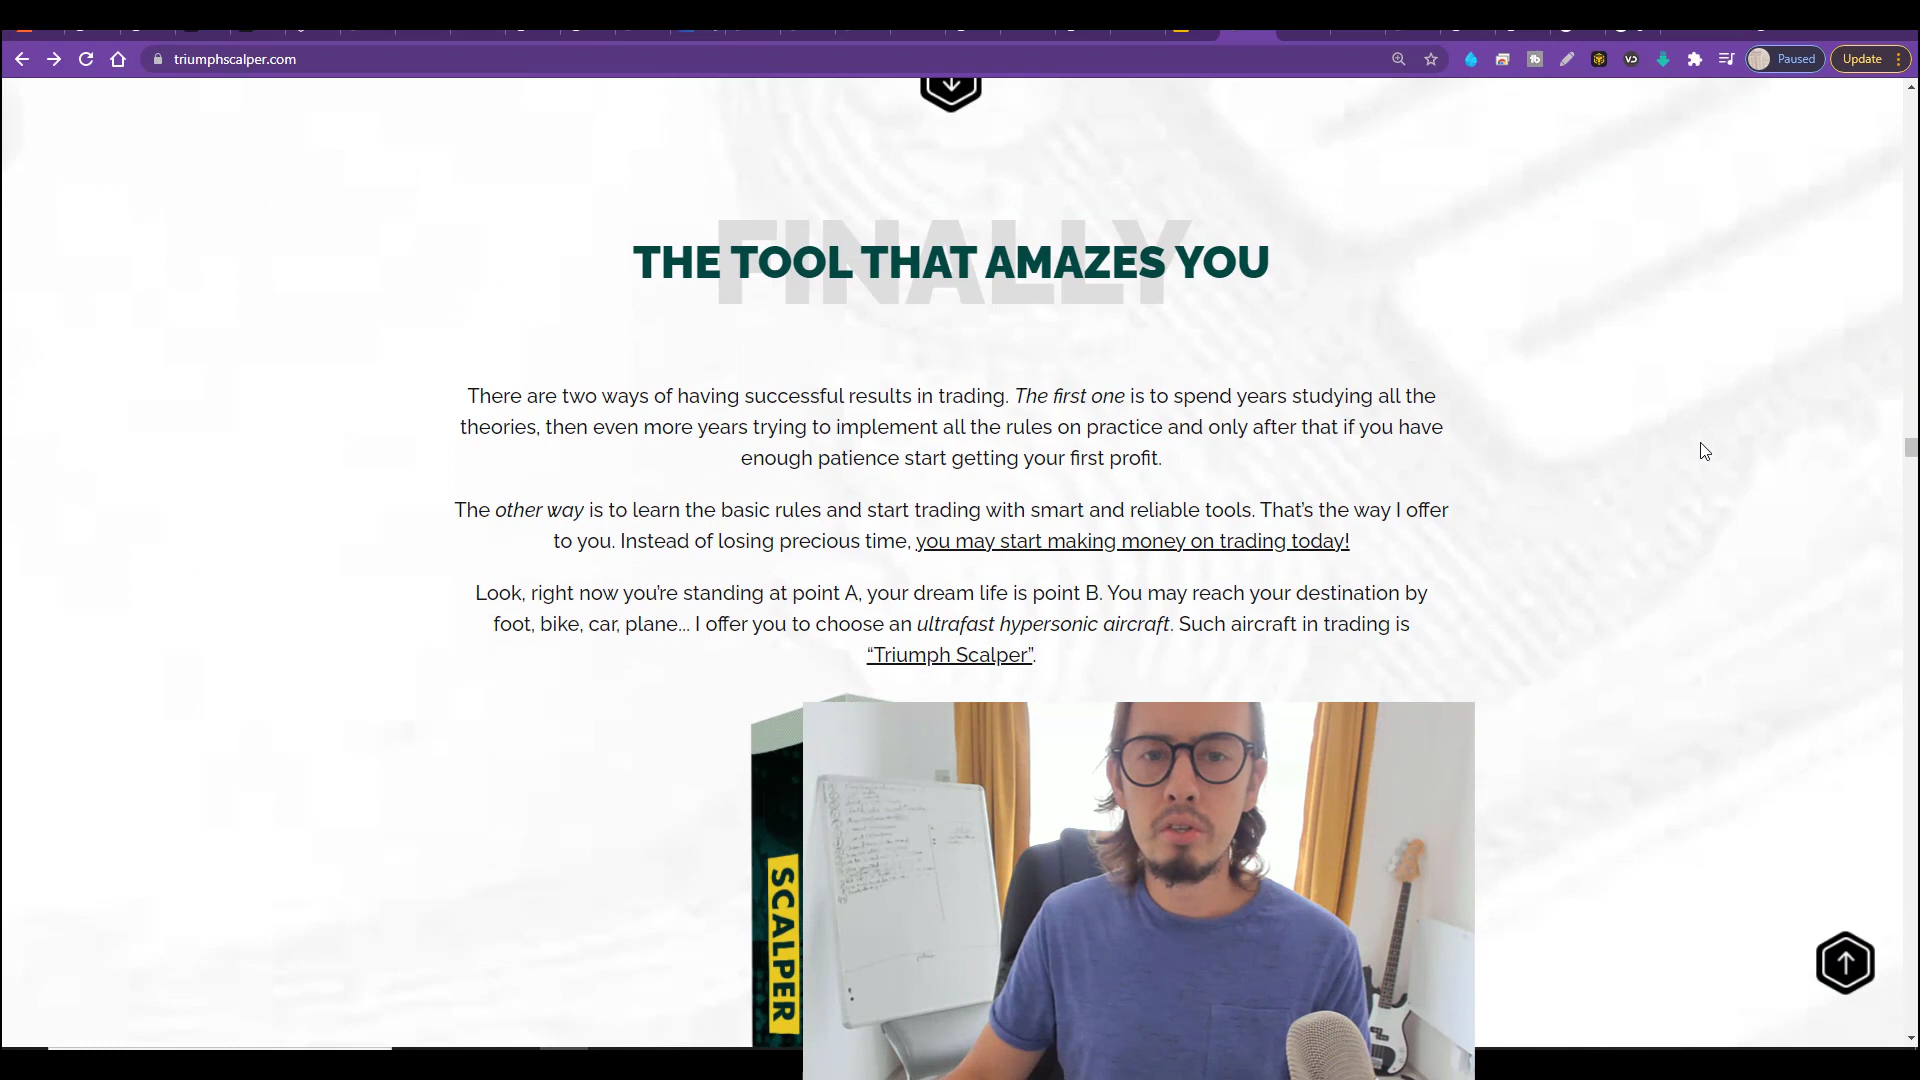 triumphscalper.com
Paused
Update
FINALLY
THE TOOL THAT AMAZES YOU
There are two ways of having successful results in trading. The first one is to spend years studying all the
theories, then even more years trying to implement all the rules on practice and only after that if you have
enough patience start getting your first profit.
The other way is to learn the basic rules and start trading with smart and reliable tools. That's the way I offer
to you. Instead of losing precious time, you may start making money on trading today!
Look, right now you're standing at point A, your dream life is point B. You may reach your destination by
foot, bike, car, plane... I offer you to choose an ultrafast hypersonic aircraft. Such aircraft in trading is
“Triumph Scalper”.
SCALPER